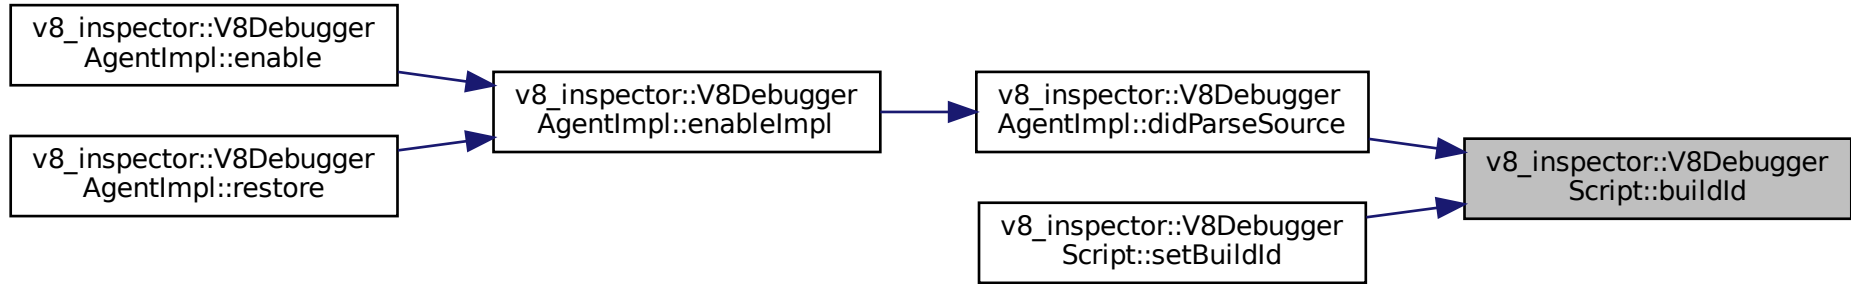 v8_inspector::V8Debugger
AgentImpl::enable
v8_inspector::V8Debugger
AgentImpl::restore
v8_inspector::V8Debugger
AgentImpl::enableImpl
v8_inspector::V8Debugger
AgentImpl::didParseSource
v8_inspector::V8Debugger
Script::setBuildId
v8_inspector::V8Debugger
Script::buildId